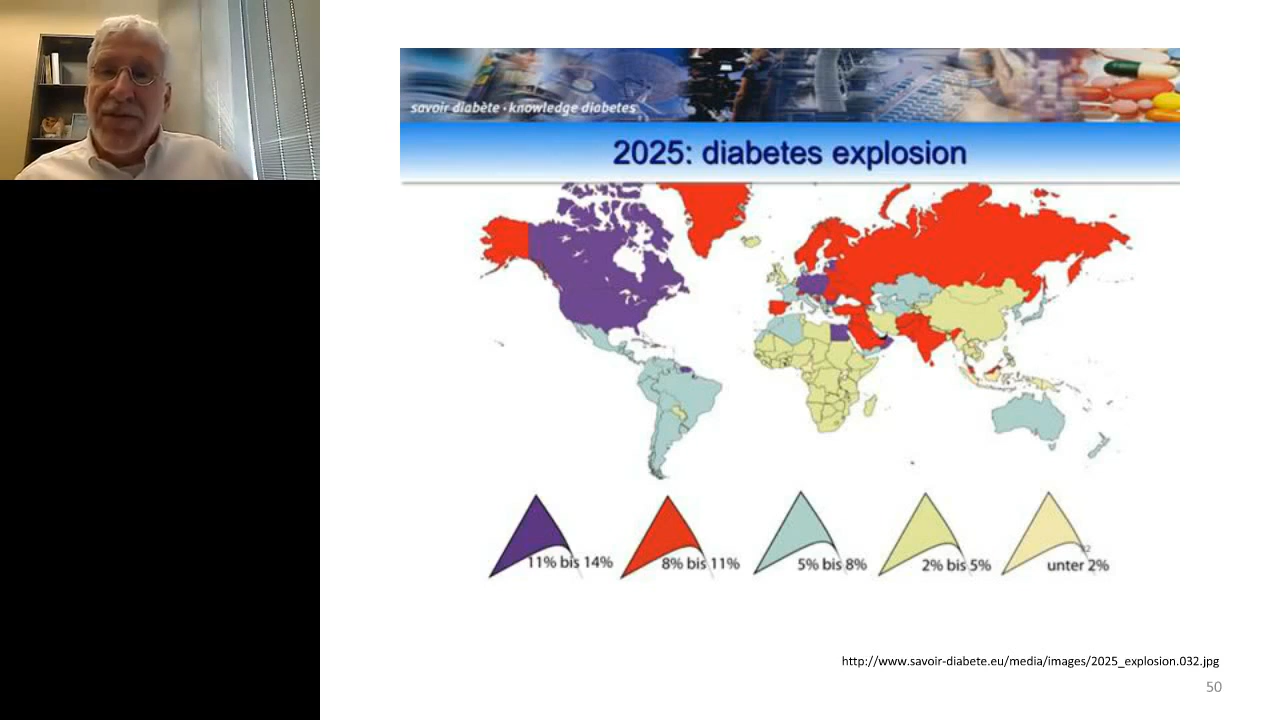 savoir diabète · knowledge diabetes
2025: diabetes explosion
11% bis 14%
8% bis 11%
5% bis 8%
2% bis 5%
unter 2%
http://www.savoir-diabete.eu/media/images/2025_explosion.032.jpg
50